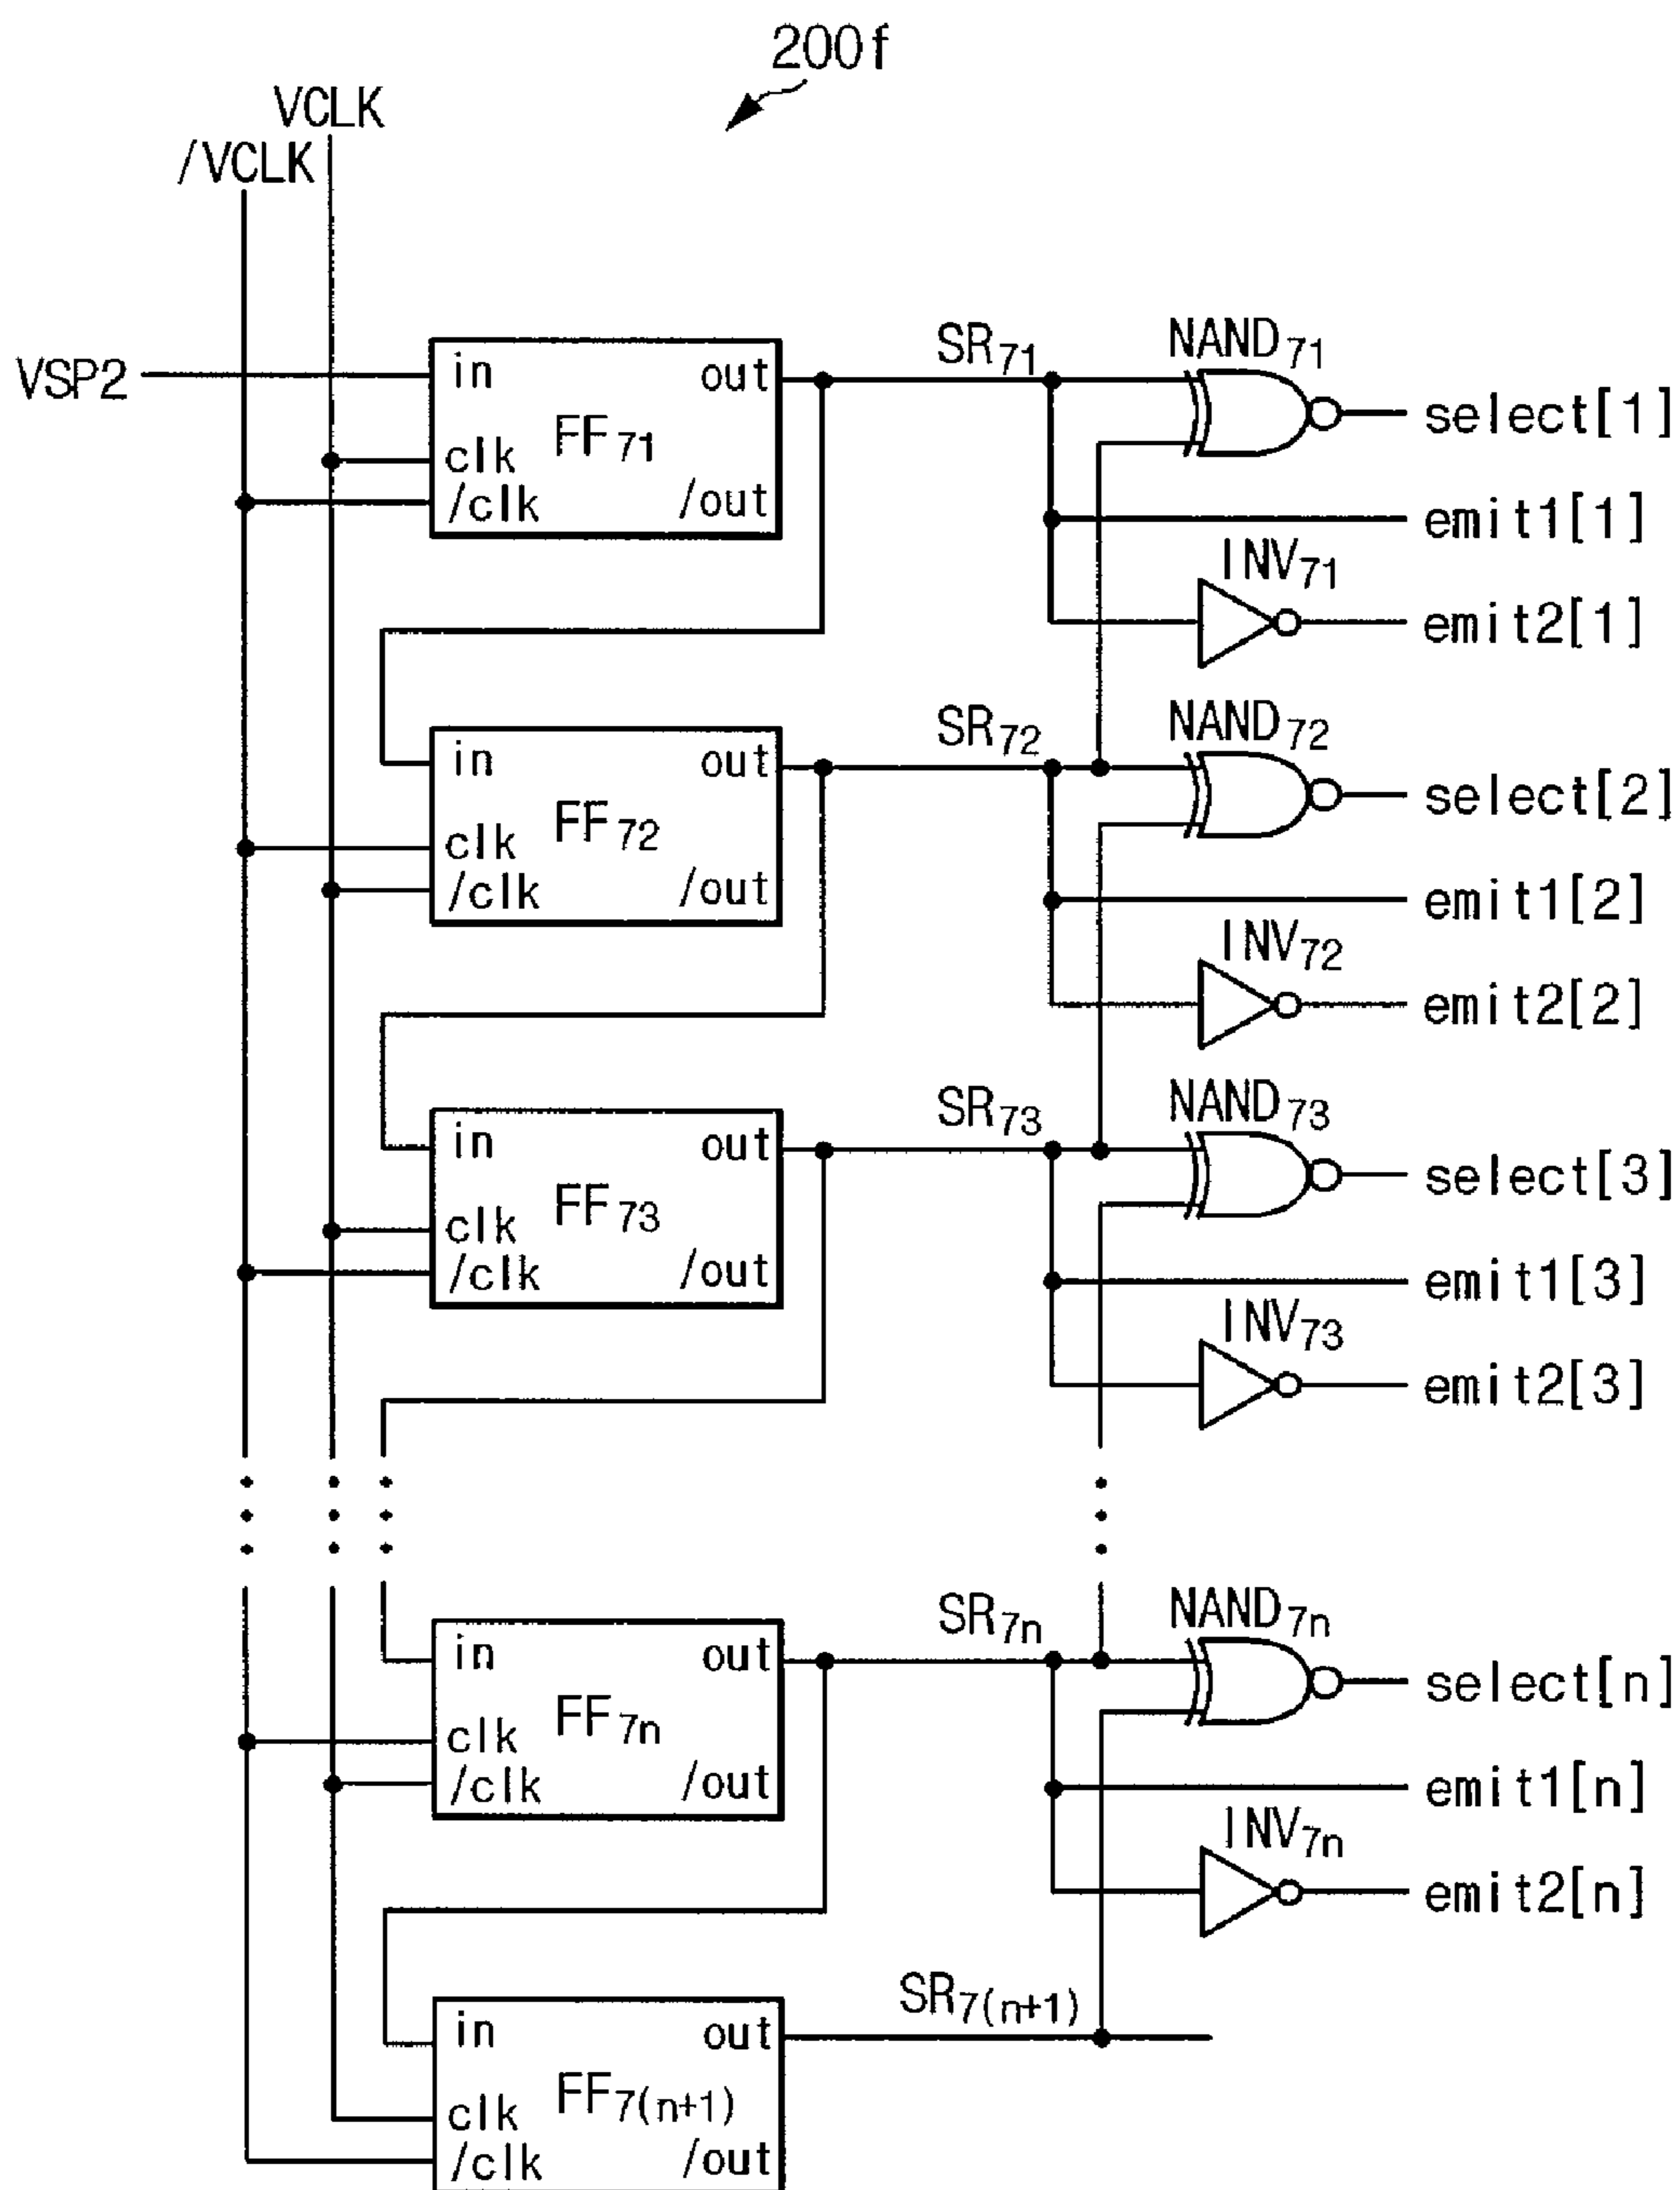 200f
VCLK
/VCLK
VSP2
in
out
clk
FF71
/clk
/out
SR71
NAND71
select[1]
emit1[1]
INV71
emit2[1]
in
out
clk
FF72
/clk
/out
SR72
NAND72
select[2]
emit1[2]
INV72
emit2[2]
in
out
clk
FF73
/clk
/out
SR73
NAND73
select[3]
emit1[3]
INV73
emit2[3]
in
out
clk
FF7n
/clk
/out
SR7n
NAND7n
select[n]
emit1[n]
INV7n
emit2[n]
in
out
clk
FF7(n+1)
/clk
/out
SR7(n+1)